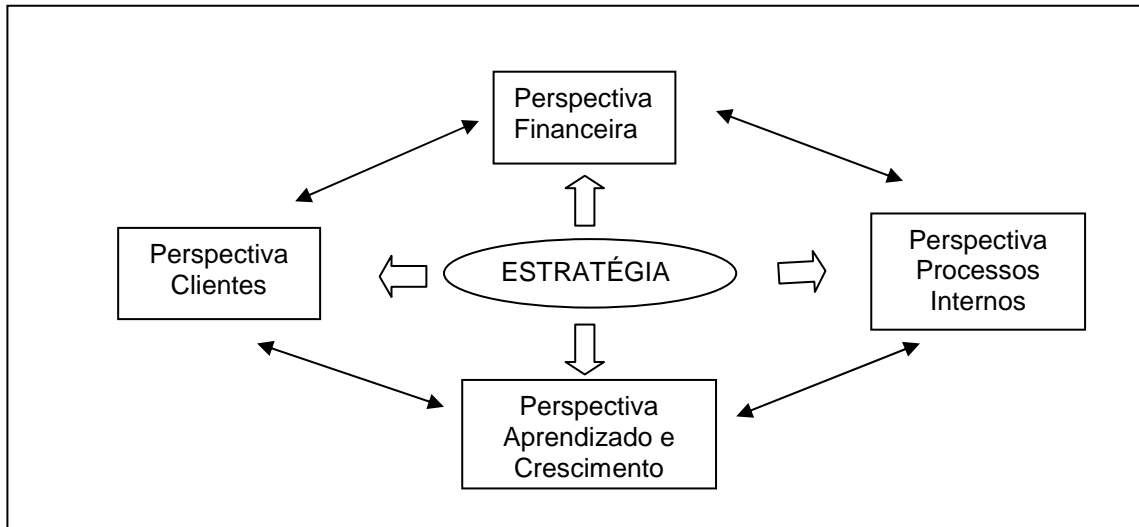 Perspectiva
Financeira
Perspectiva
Clientes
ESTRATÉGIA
Perspectiva
Processos
Internos
Perspectiva
Aprendizado e
Crescimento